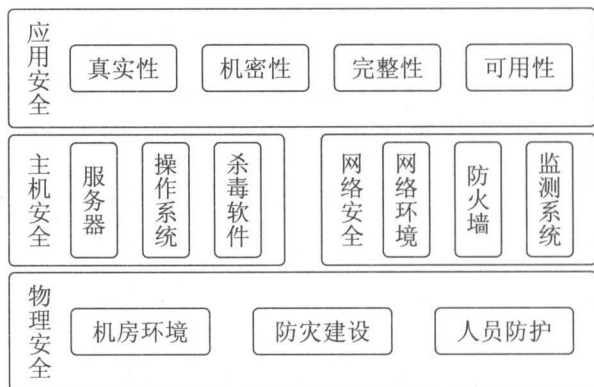 应用安全
真实性
机密性
完整性
可用性
主机安全
服务器
操作系统
杀毒软件
网络安全
网络环境
防火墙
监测系统
物理安全
机房环境
防灾建设
人员防护